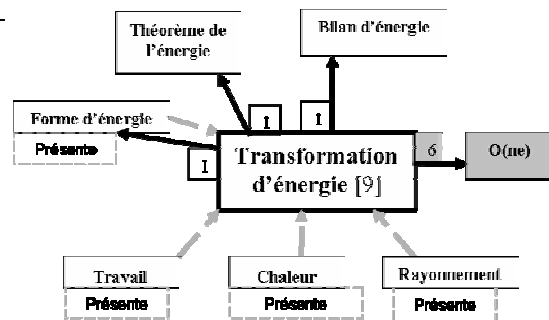 Théorème de
l'énergie
Bilan d'énergie
Forme d'énergie
Présente
1
1
1
Transformation
d'énergie [9]
6
O(ne)
Travail
Présente
Chaleur
Présente
Rayonnement
Présente